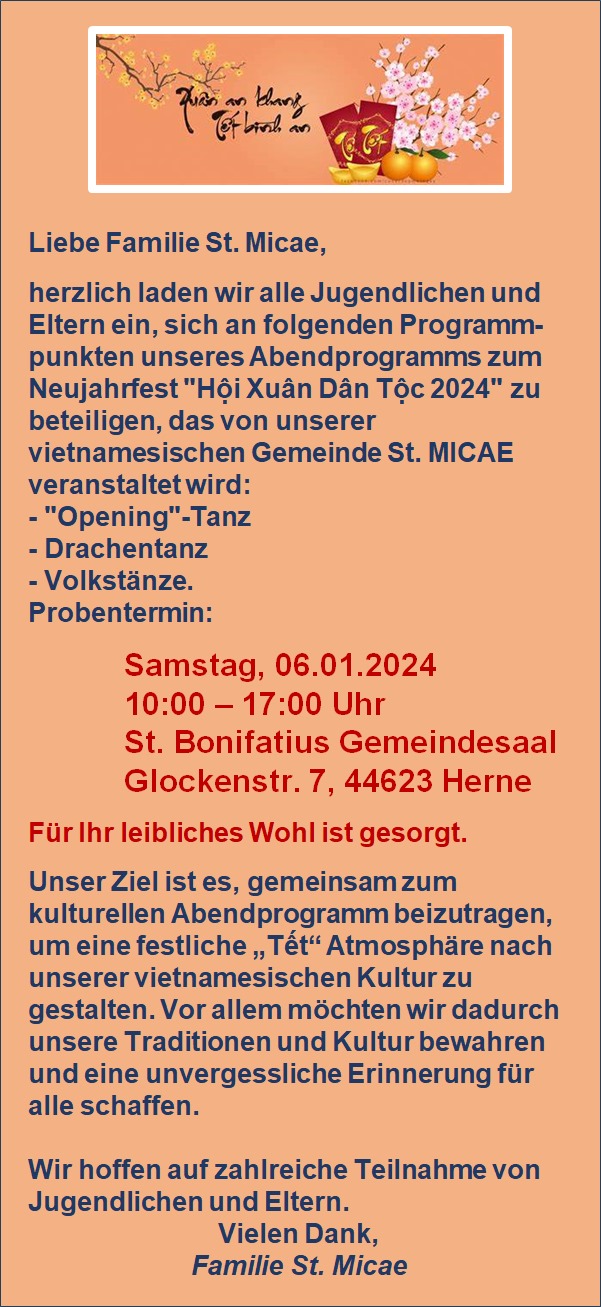 Xuân an khang
Tết bình an
Tết Tết
Liebe Familie St. Micae,
herzlich laden wir alle Jugendlichen und
Eltern ein, sich an folgenden Programm-
punkten unseres Abendprogramms zum
Neujahrfest "Hội Xuân Dân Tộc 2024" zu
beteiligen, das von unserer
vietnamesischen Gemeinde St. MICAE
veranstaltet wird:
- "Opening"-Tanz
- Drachentanz
- Volkstänze.
Probentermin:
Samstag, 06.01.2024
10:00 – 17:00 Uhr
St. Bonifatius Gemeindesaal
Glockenstr. 7, 44623 Herne
Für Ihr leibliches Wohl ist gesorgt.
Unser Ziel ist es, gemeinsam zum
kulturellen Abendprogramm beizutragen,
um eine festliche „Tết“ Atmosphäre nach
unserer vietnamesischen Kultur zu
gestalten. Vor allem möchten wir dadurch
unsere Traditionen und Kultur bewahren
und eine unvergessliche Erinnerung für
alle schaffen.
Wir hoffen auf zahlreiche Teilnahme von
Jugendlichen und Eltern.
Vielen Dank,
Familie St. Micae